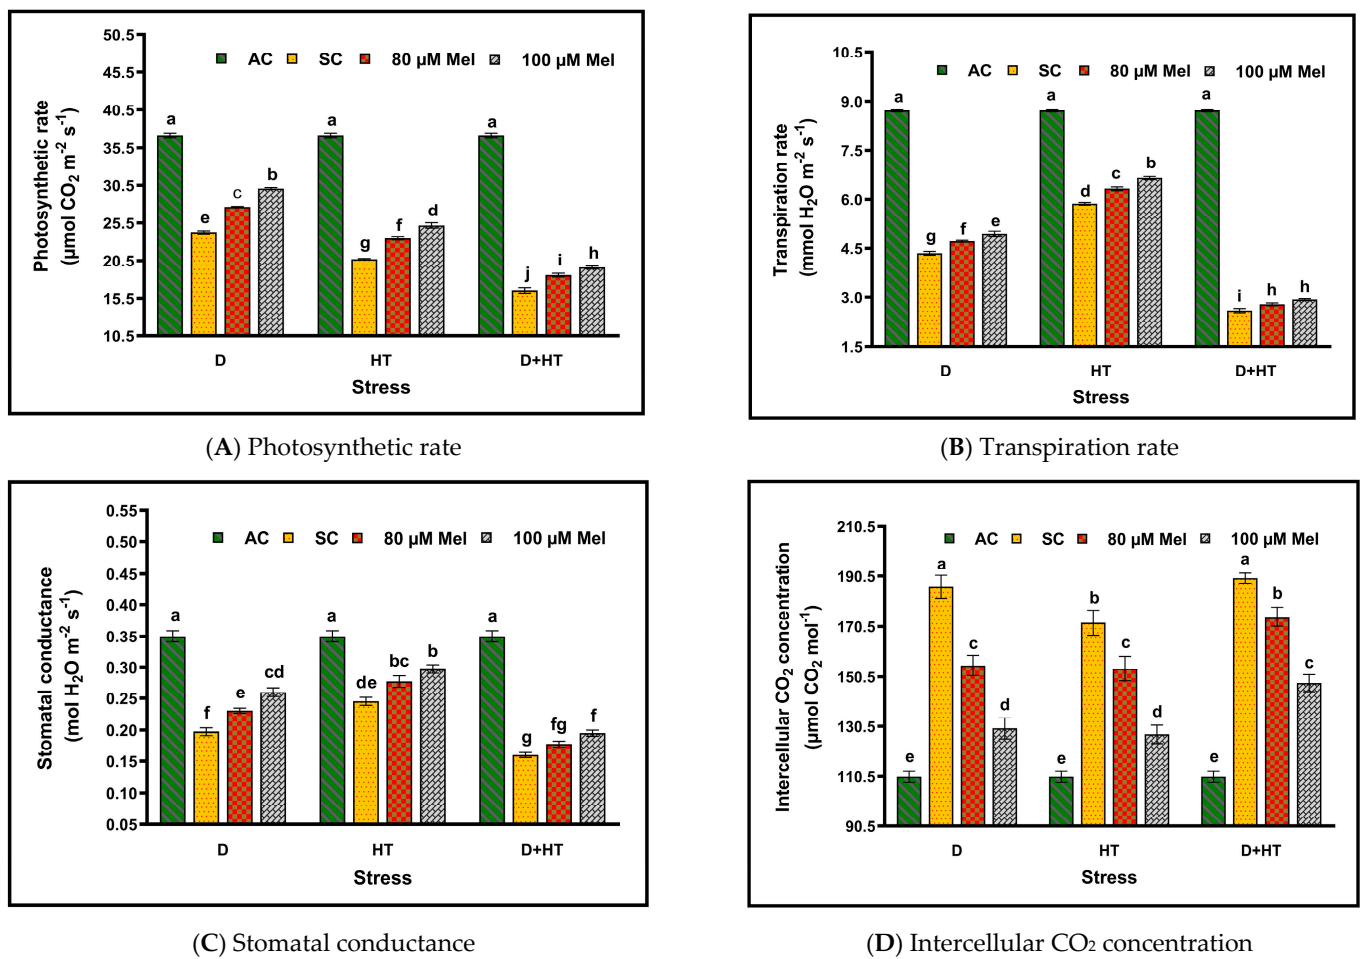 50.5
45.5
40.5
35.5
30.5
25.5
20.5
15.5
10.5
Photosynthetic rate
(µmol CO2 m-2 s-1)
AC SC 80 µM Mel 100 µM Mel
a e c b
a g f d
a j i h
D HT D+HT
Stress
(A) Photosynthetic rate
10.5
9.0
7.5
6.0
4.5
3.0
1.5
Transpiration rate
(mmol H2O m-2 s-1)
AC SC 80 µM Mel 100 µM Mel
a g f e
a d c b
a i h h
D HT D+HT
Stress
(B) Transpiration rate
0.55
0.50
0.45
0.40
0.35
0.30
0.25
0.20
0.15
0.10
0.05
Stomatal conductance
(mol H2O m-2 s-1)
AC SC 80 µM Mel 100 µM Mel
a f e cd
a de bc b
a g fg f
D HT D+HT
Stress
(C) Stomatal conductance
210.5
190.5
170.5
150.5
130.5
110.5
90.5
Intercellular CO2 concentration
(µmol CO2 mol-1)
AC SC 80 µM Mel 100 µM Mel
e a c d
e b c d
e a b c
D HT D+HT
Stress
(D) Intercellular CO2 concentration